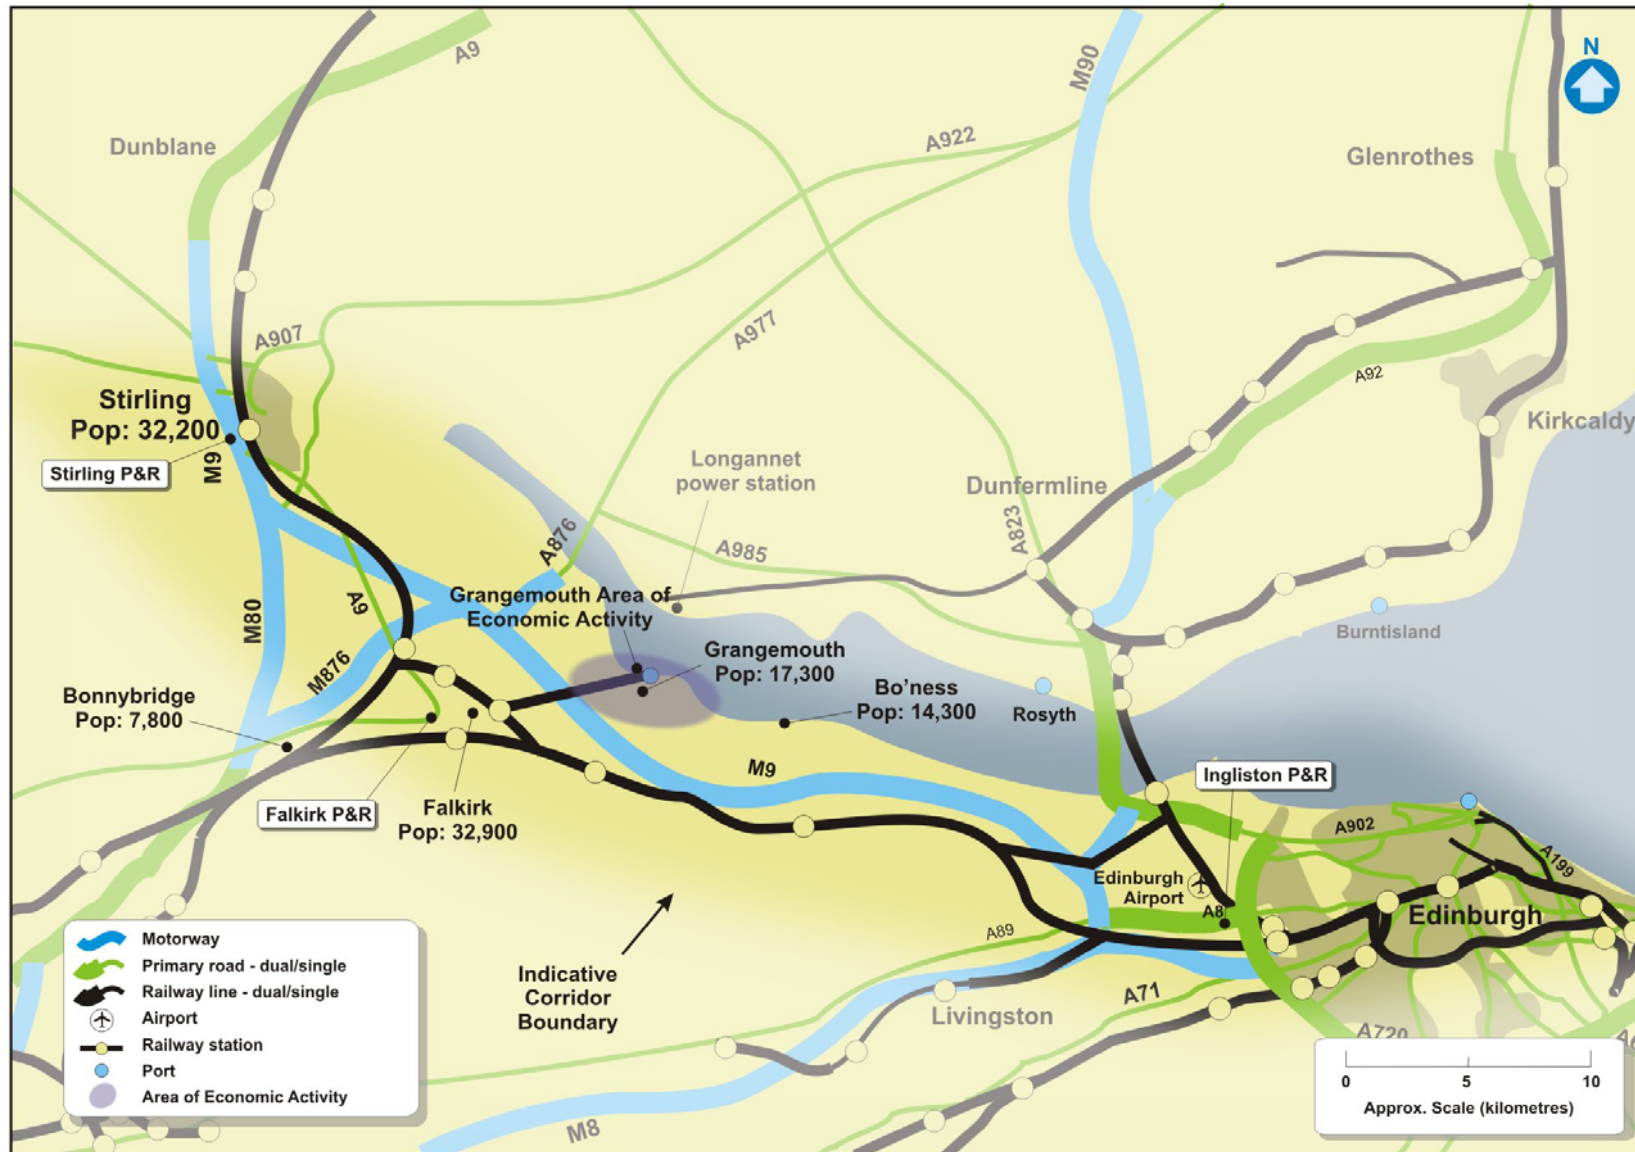 A9
M90
N
Dunblane
A922
Glenrothes
A907
A977
A92
Stirling
Pop: 32,200
Kirkcaldy
M9
Stirling P&R
Longannet
power station
Dunfermline
A823
A876
A985
Grangemouth Area of
Economic Activity
A9
M80
Burntisland
M876
Grangemouth
Pop: 17,300
Bonnybridge
Pop: 7,800
Bo'ness
Pop: 14,300
Rosyth
M9
Ingliston P&R
Falkirk P&R
Falkirk
Pop: 32,900
A902
A199
Edinburgh
Airport
A8
Edinburgh
A89
Indicative
Corridor
Boundary
A71
Livingston
A720
M8
Motorway
Primary road - dual/single
Railway line - dual/single
Airport
Railway station
Port
Area of Economic Activity
0 5 10
Approx. Scale (kilometres)